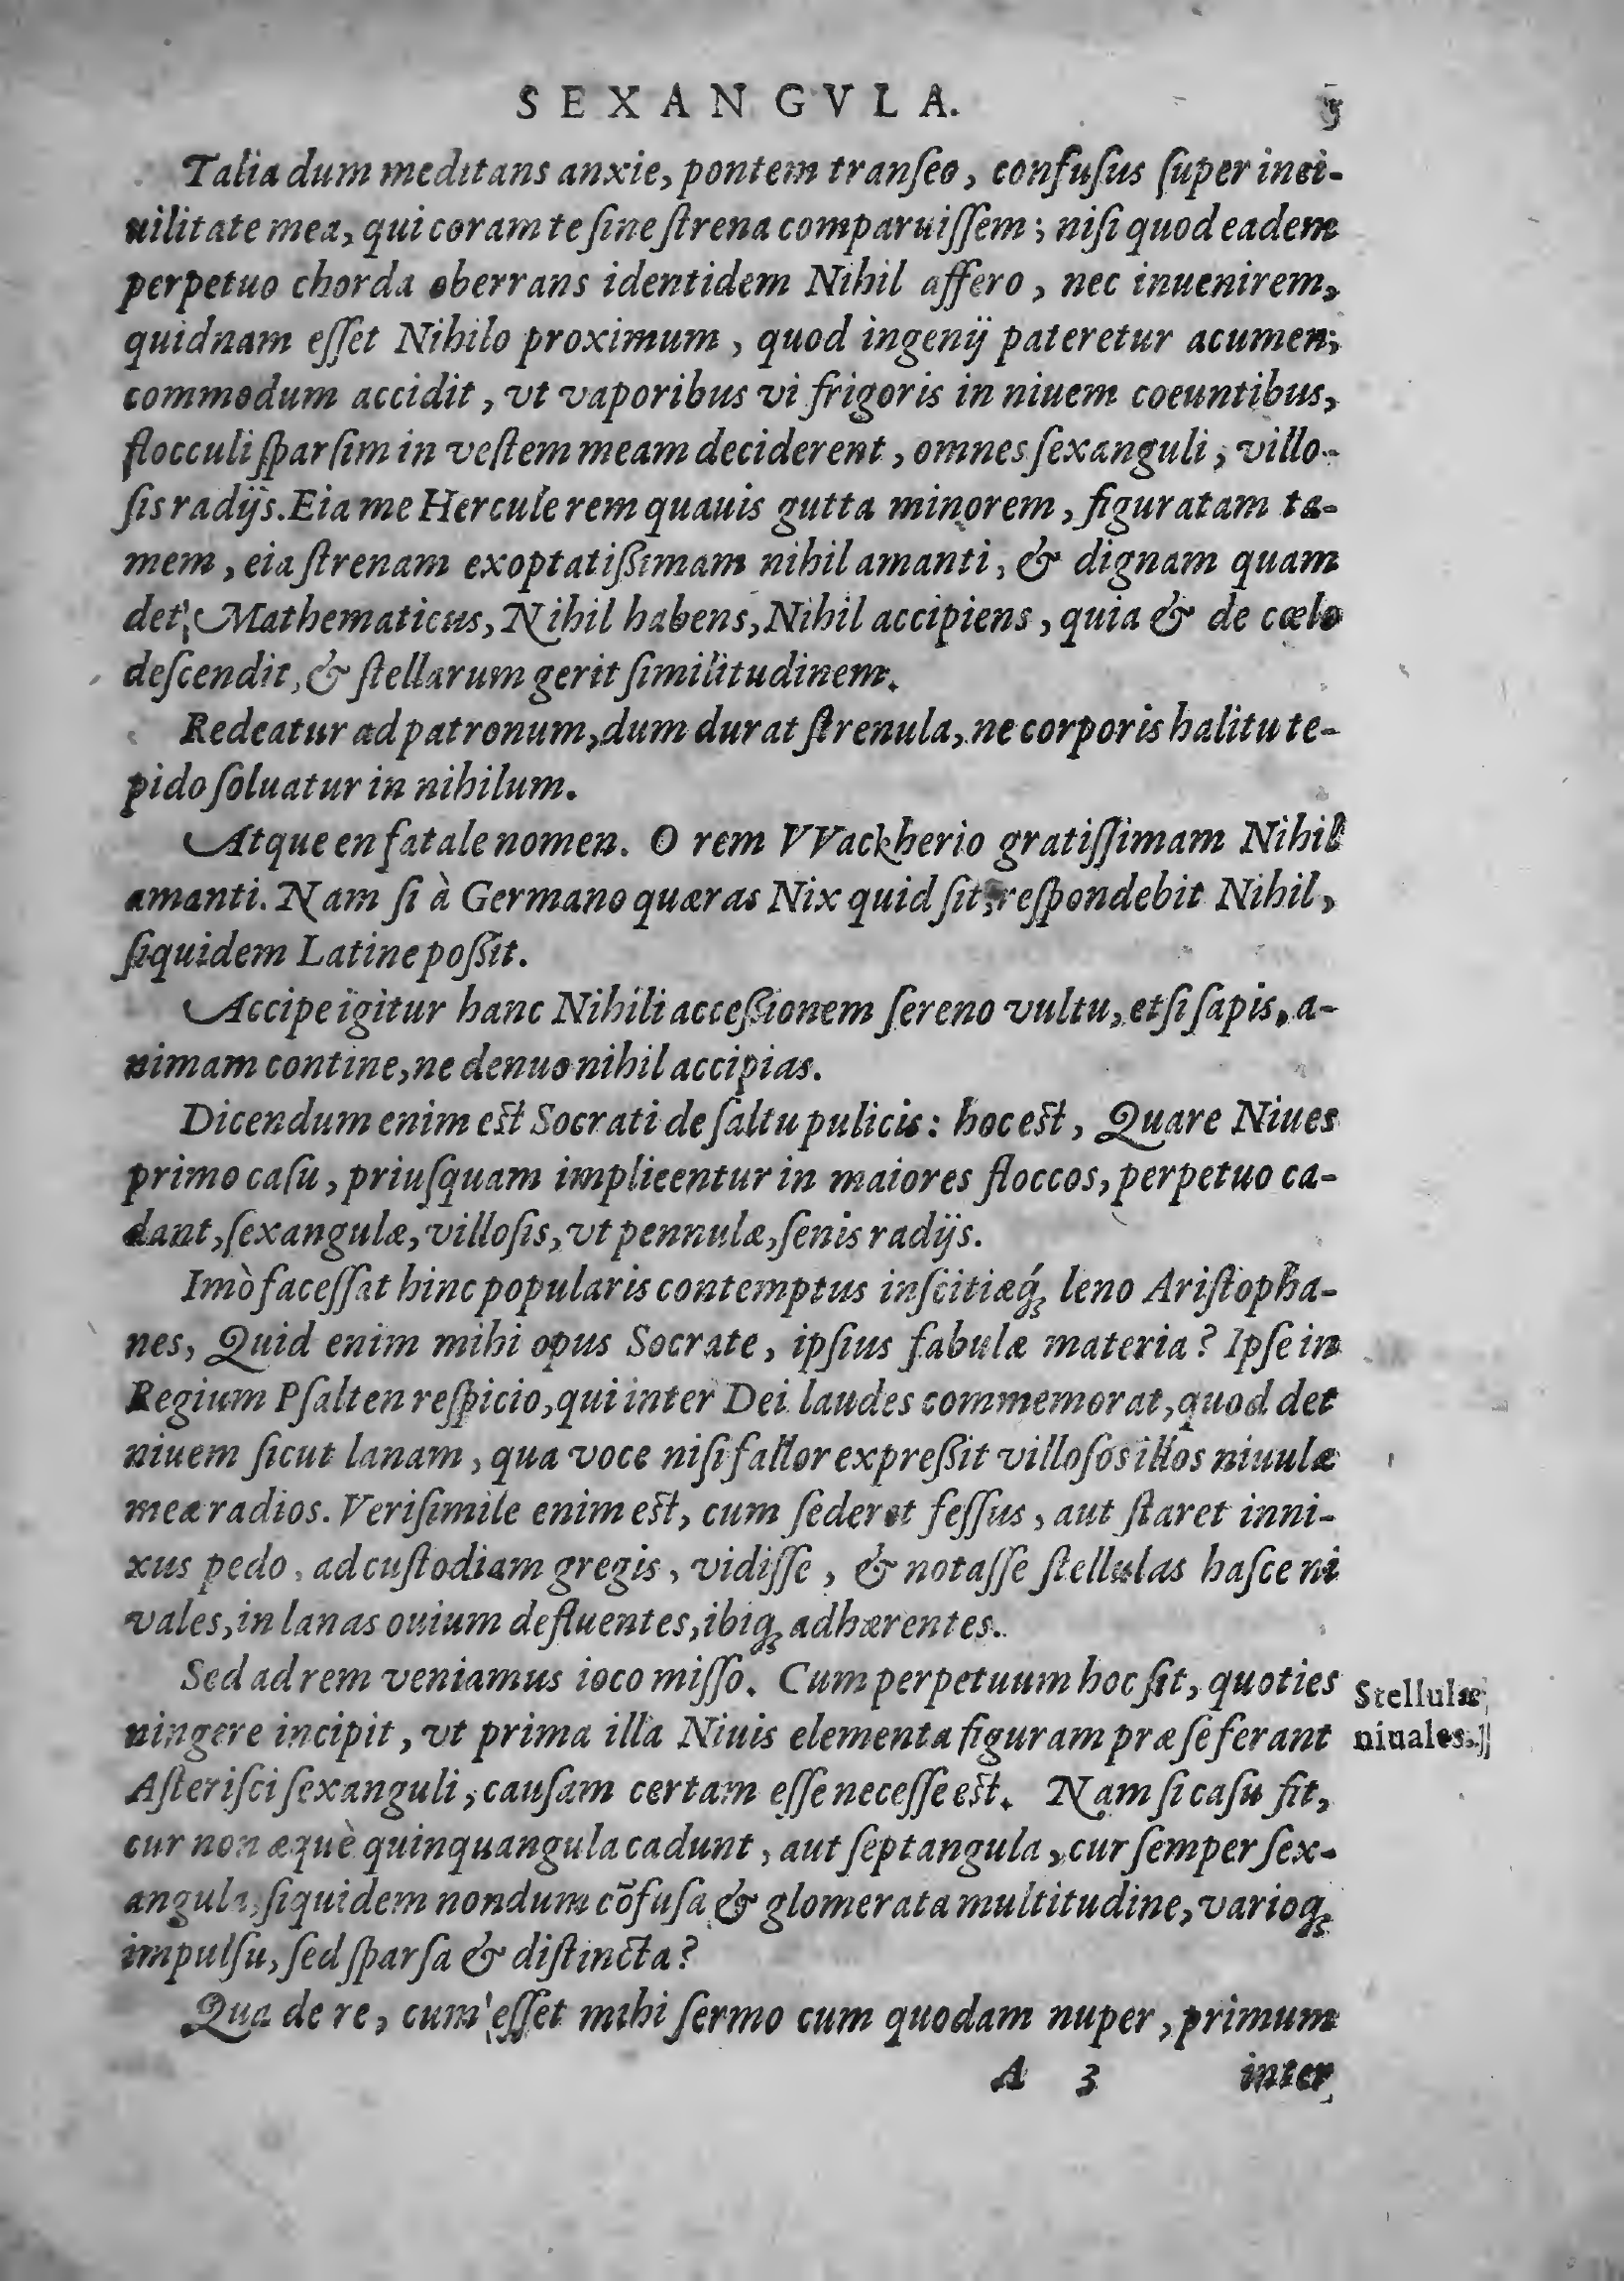 SEXANGVLA. 5
Talia dum meditans anxie, pontem tranſeo, confuſus ſuper inci-
uilitate mea, qui coram te ſine ſtrena comparuiſſem; niſi quod eadem
perpetuo chorda oberrans identidem Nihil affero, nec inuenirem,
quidnam eſſet Nihilo proximum, quod ingenij pateretur acumen;
commodum accidit, vt vaporibus vi frigoris in niuem coeuntibus,
flocculi ſparſim in veſtem meam deciderent, omnes ſexanguli, villo-
ſis radijs. Eia me Hercule rem quauis gutta minorem, figuratam ta-
mem, eia ſtrenam exoptatißimam nihil amanti, & dignam quam
det Mathematicus, Nihil habens, Nihil accipiens, quia & de cœlo
deſcendit, & ſtellarum gerit ſimilitudinem.
Redeatur ad patronum, dum durat ſtrenula, ne corporis halitu te-
pido ſoluatur in nihilum.
Atque en fatale nomen. O rem VVackherio gratiſſimam Nihil
amanti. Nam ſi à Germano quæras Nix quid ſit, reſpondebit Nihil,
ſiquidem Latine poßit.
Accipe igitur hanc Nihili acceßionem ſereno vultu, et ſi ſapis, a-
nimam contine, ne denuo nihil accipias.
Dicendum enim est Socrati de ſaltu pulicis: hoc est, Quare Niues
primo caſu, priuſquam implicentur in maiores floccos, perpetuo ca-
dant, ſexangulæ, villoſis, vt pennulæ, ſenis radijs.
Imò faceſſat hinc popularis contemptus inſcitiæq́; leno Ariſtopha-
nes, Quid enim mihi opus Socrate, ipſius fabulæ materia? Ipſe in
Regium Pſalten reſpicio, qui inter Dei laudes commemorat, quod det
niuem ſicut lanam, qua voce niſi fallor expreßit villoſos illos niuulæ
meæ radios. Veriſimile enim est, cum ſederet feſſus, aut ſtaret inni-
xus pedo, ad cuſtodiam gregis, vidiſſe, & notaſſe ſtellulas haſce ni
vales, in lanas ouium defluentes, ibiq; adhærentes.
Sed ad rem veniamus ioco miſſo. Cum perpetuum hoc ſit, quoties
ningere incipit, vt prima illa Niuis elementa figuram præ ſe ferant
Aſteriſci ſexanguli, cauſam certam eſſe neceſſe est. Nam ſi caſu fit,
cur non æquè quinquangula cadunt, aut ſeptangula, cur ſemper ſex-
angula, ſiquidem nondum cõfuſa & glomerata multitudine, varioq;
impulſu, ſed ſparſa & diſtincta?
Qua de re, cum eſſet mihi ſermo cum quodam nuper, primum
A 3 inter
Stellulæ
niuales.